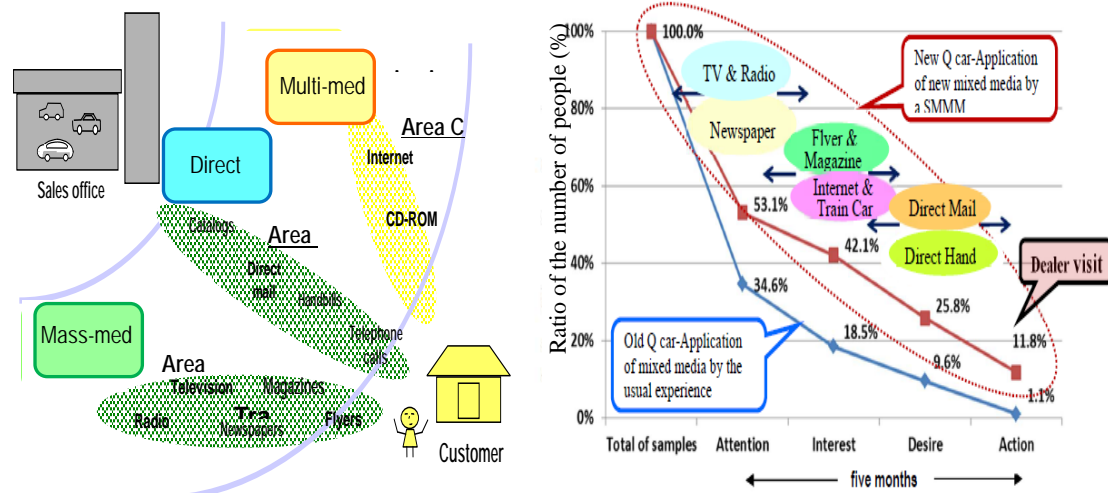 Sales office
Direct
Multi-med
Area C
Internet
CD-ROM
Catalogs
Area
Direct
mail
Handbills
Telephone
calls
Mass-med
Area
Television
Magazines
Radio
Tra
Newspapers
Flyers
Customer
Ratio of the number of people (%)
100%
80%
60%
40%
20%
0%
100.0%
TV & Radio
Newspaper
Flyer &
Magazine
Internet &
Train Car
Direct Mail
Direct Hand
New Q car-Application
of new mixed media by
a SMMM
53.1%
42.1%
25.8%
11.8%
34.6%
18.5%
9.6%
1.1%
Dealer visit
Old Q car-Application
of mixed media by the
usual experience
Total of samples
Attention
Interest
Desire
Action
five months